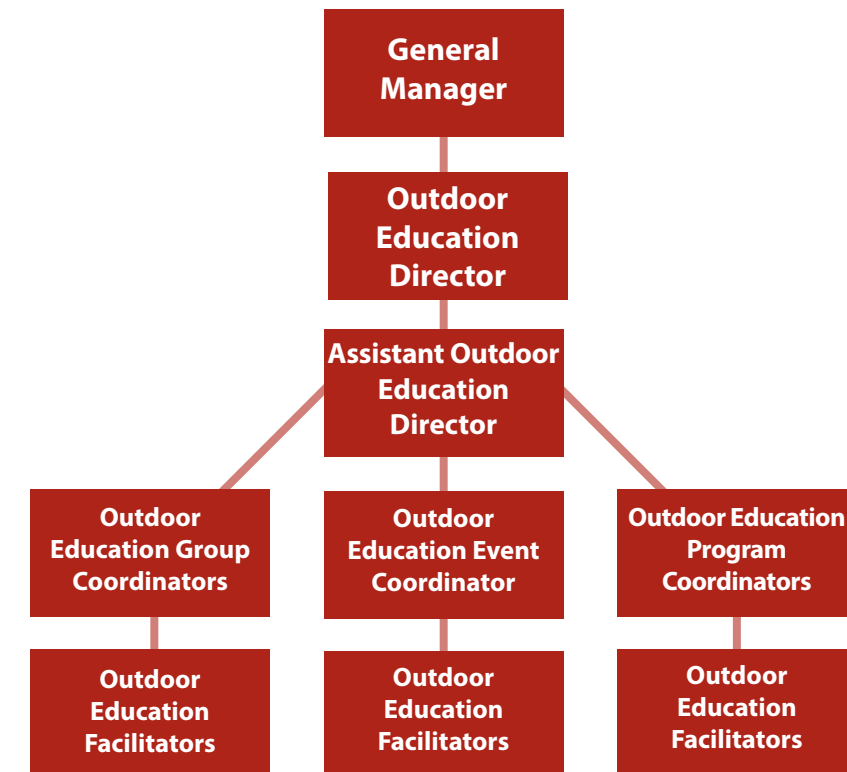 General
Manager
Outdoor
Education
Director
Assistant Outdoor
Education
Director
Outdoor
Education Group
Coordinators
Outdoor
Education Event
Coordinator
Outdoor Education
Program
Coordinators
Outdoor
Education
Facilitators
Outdoor
Education
Facilitators
Outdoor
Education
Facilitators